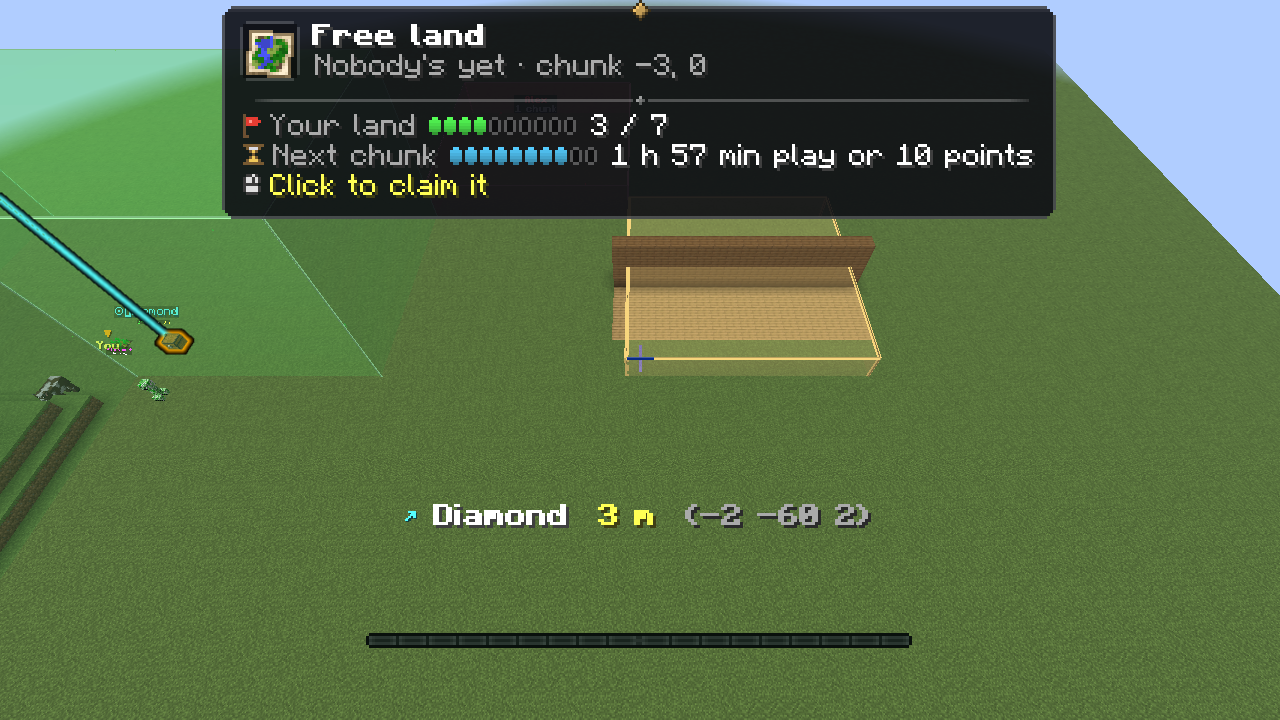 Free land
Nobody's yet · chunk -3, 0
Your land 3 / 7
Next chunk 1 h 57 min play or 10 points
Click to claim it
You
Diamond 3 m (-2 -60 2)